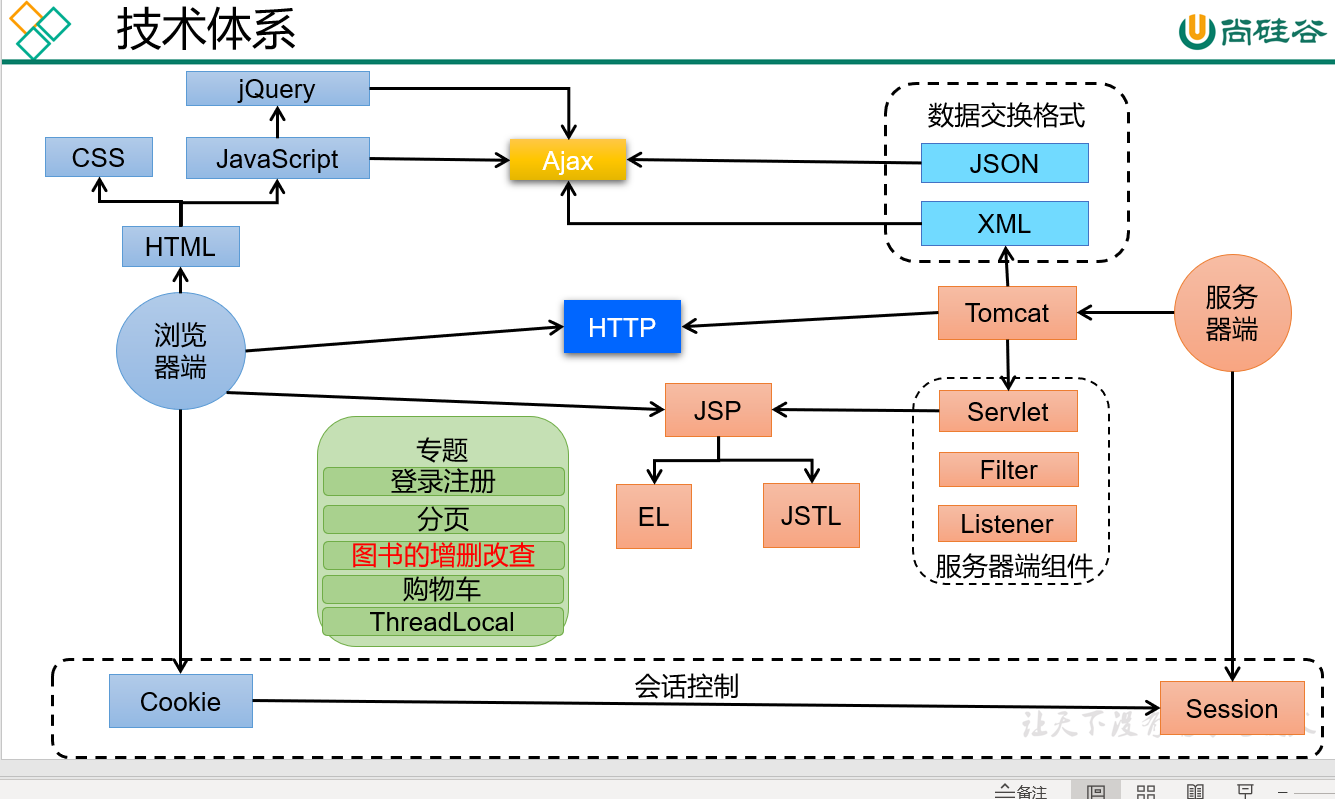 技术体系
尚硅谷
jQuery
数据交换格式
CSS
JavaScript
Ajax
JSON
XML
HTML
浏览
器端
HTTP
Tomcat
服务
器端
JSP
Servlet
专题
登录注册
Filter
分页
EL
JSTL
Listener
图书的增删改查
服务器端组件
购物车
ThreadLocal
会话控制
Cookie
Session
让天下没有
备注